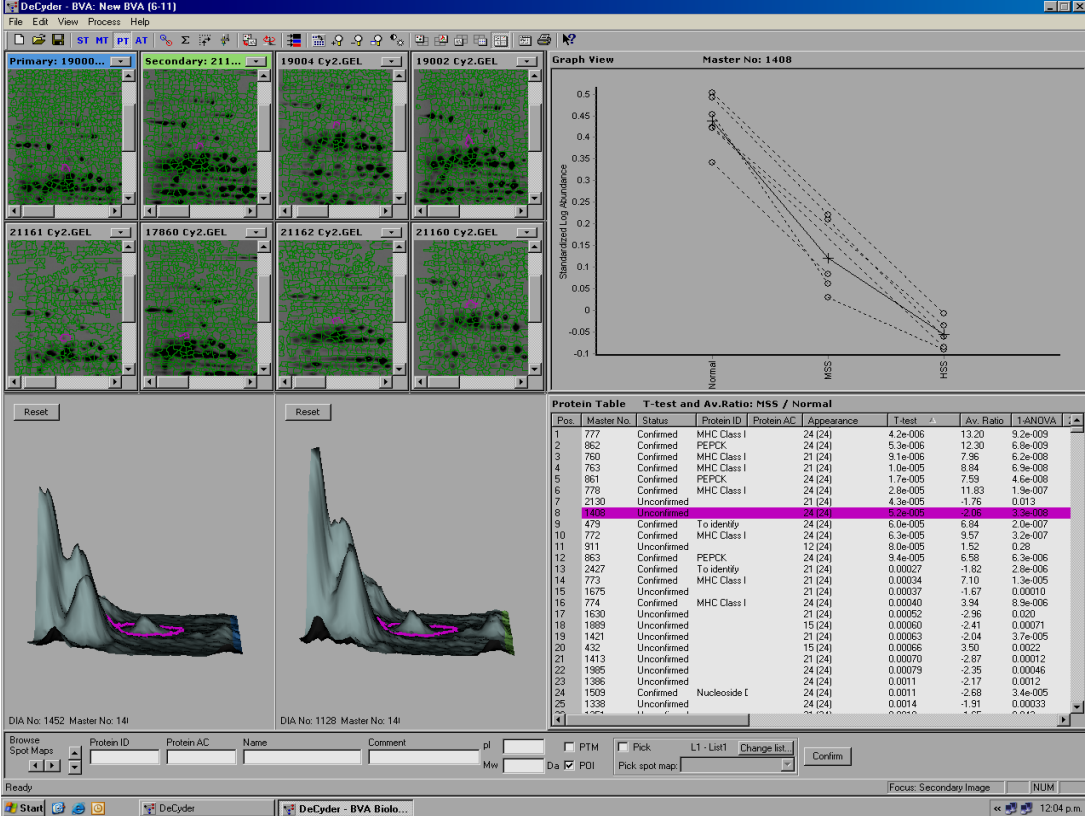 DeCyder - BVA: New BVA (6-11)
File Edit View Process Help
ST MT PT AT
Primary: 19000...
Secondary: 211...
19004 Cy2.GEL
19002 Cy2.GEL
21161 Cy2.GEL
17860 Cy2.GEL
21162 Cy2.GEL
21160 Cy2.GEL
Graph View Master No: 1408
0.5
0.45
0.4
0.35
0.3
0.25
0.2
0.15
0.1
0.05
0
-0.05
-0.1
Standardized Log Abundance
Normal
MSS
HSS
Reset
DIA No: 1452 Master No: 14
Reset
DIA No: 1128 Master No: 14
Protein Table T-test and Av.Ratio: MSS / Normal
Pos. Master No. Status Protein ID Protein AC Appearance T-test Av. Ratio 1-ANOVA
1 777 Confirmed MHC Class I 24 (24) 4.2e-006 13.20 9.2e-009
2 862 Confirmed PEPCK 24 (24) 5.3e-006 12.30 6.8e-009
3 760 Confirmed MHC Class I 21 (24) 9.1e-006 7.96 6.2e-008
4 763 Confirmed MHC Class I 21 (24) 1.0e-005 8.84 6.9e-008
5 861 Confirmed PEPCK 21 (24) 1.7e-005 7.59 4.6e-008
6 778 Confirmed MHC Class I 24 (24) 2.8e-005 11.83 1.9e-007
7 2130 Unconfirmed 21 (24) 4.3e-005 -1.76 0.013
8 1408 Unconfirmed 24 (24) 5.2e-005 -2.06 3.3e-008
9 479 Confirmed To identify 24 (24) 6.0e-005 6.84 2.0e-007
10 772 Confirmed MHC Class I 24 (24) 6.3e-005 9.57 3.2e-007
11 911 Unconfirmed 12 (24) 8.0e-005 1.52 0.28
12 863 Confirmed PEPCK 24 (24) 9.4e-005 6.58 6.3e-006
13 2427 Confirmed To identify 21 (24) 0.00027 -1.82 2.8e-006
14 773 Confirmed MHC Class I 21 (24) 0.00034 7.10 1.3e-005
15 1675 Unconfirmed 21 (24) 0.00037 -1.67 0.00010
16 774 Confirmed MHC Class I 24 (24) 0.00040 3.94 8.9e-006
17 1630 Unconfirmed 21 (24) 0.00052 -2.96 0.020
18 1889 Unconfirmed 15 (24) 0.00060 -2.41 0.00071
19 1421 Unconfirmed 21 (24) 0.00063 -2.04 3.7e-005
20 432 Unconfirmed 15 (24) 0.00066 3.50 0.0022
21 1413 Unconfirmed 21 (24) 0.00070 -2.87 0.00012
22 1985 Unconfirmed 24 (24) 0.00079 -2.35 0.00046
23 1386 Unconfirmed 24 (24) 0.0011 -2.17 0.0012
24 1509 Confirmed Nucleoside D 24 (24) 0.0011 -2.68 3.4e-005
25 1338 Unconfirmed 24 (24) 0.0014 -1.91 0.00033
Browse
Spot Maps
Protein ID Protein AC Name Comment
pI
Mw Da
PTM
POI
Pick L1 - List1 Change list...
Pick spot map:
Confirm
Ready Focus: Secondary Image NUM
Start DeCyder DeCyder - BVA Biolo... 12:04 p.m.